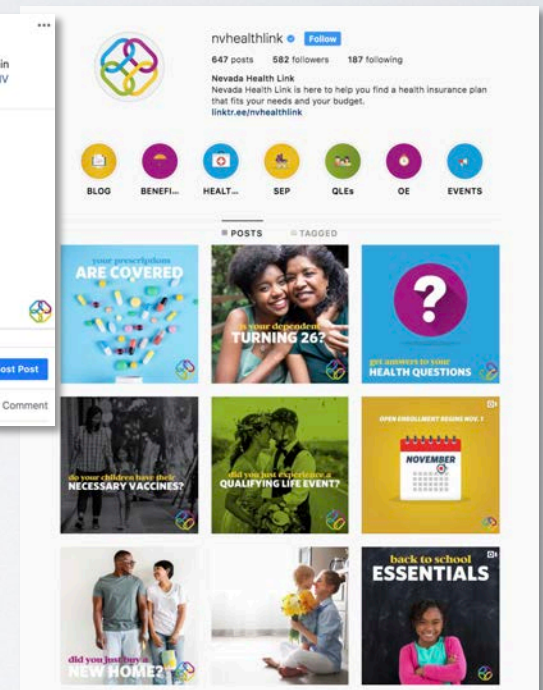 ...
in
V
ost Post
Comment
nvhealthlink Follow
647 posts 582 followers 187 following
Nevada Health Link
Nevada Health Link is here to help you find a health insurance plan
that fits your needs and your budget.
linktr.ee/nvhealthlink
BLOG BENEFI... HEALT... SEP QLEs OE EVENTS
POSTS TAGGED
your prescriptions
ARE COVERED
is your dependent
TURNING 26?
?
get answers to your
HEALTH QUESTIONS
do your children have their
NECESSARY VACCINES?
did you just experience a
QUALIFYING LIFE EVENT?
OPEN ENROLLMENT BEGINS NOV. 1
NOVEMBER
did you just buy a
NEW HOME?
back to school
ESSENTIALS